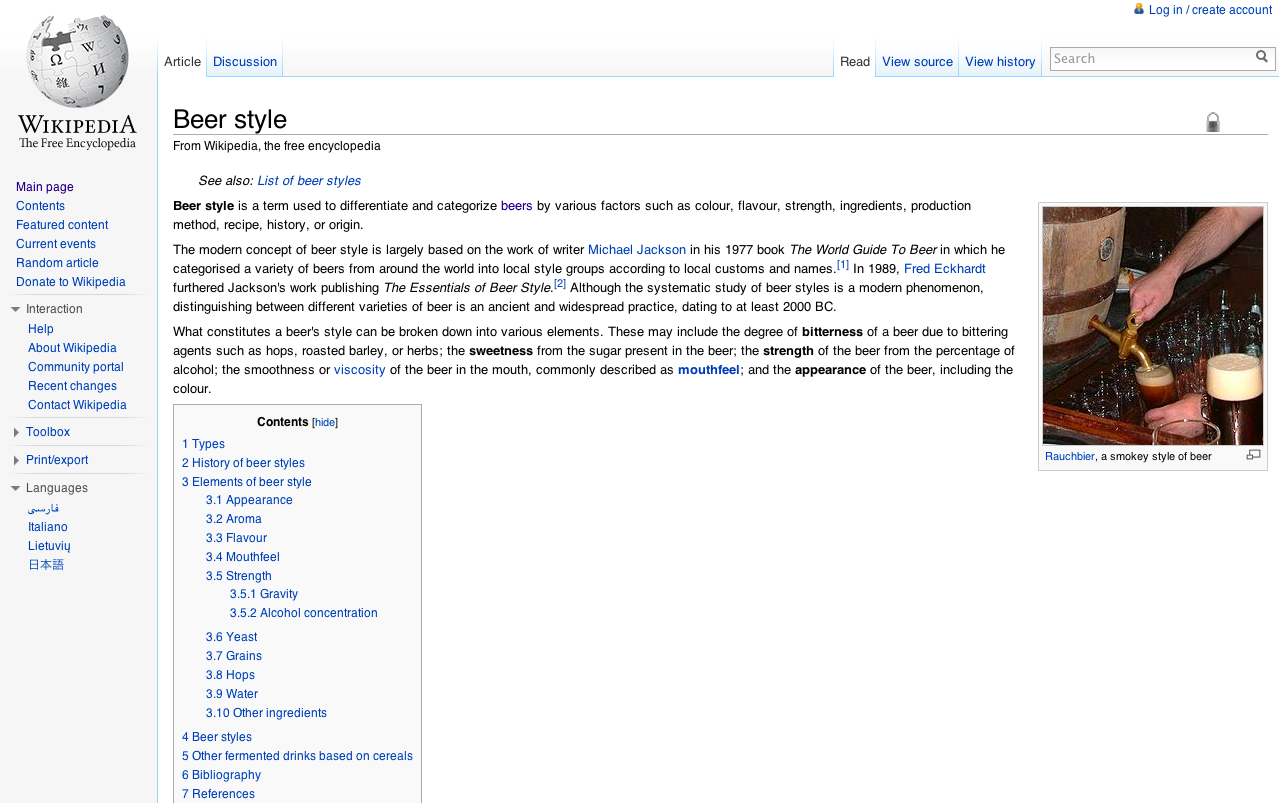 Log in / create account
Article
Discussion
Read
View source
View history
Search
WIKIPEDIA
The Free Encyclopedia
Main page
Contents
Featured content
Current events
Random article
Donate to Wikipedia
Interaction
Help
About Wikipedia
Community portal
Recent changes
Contact Wikipedia
Toolbox
Print/export
Languages
فارسی
Italiano
Lietuvių
日本語
Beer style
From Wikipedia, the free encyclopedia
See also: List of beer styles
Beer style is a term used to differentiate and categorize beers by various factors such as colour, flavour, strength, ingredients, production
method, recipe, history, or origin.
The modern concept of beer style is largely based on the work of writer Michael Jackson in his 1977 book The World Guide To Beer in which he
categorised a variety of beers from around the world into local style groups according to local customs and names.[1] In 1989, Fred Eckhardt
furthered Jackson's work publishing The Essentials of Beer Style.[2] Although the systematic study of beer styles is a modern phenomenon,
distinguishing between different varieties of beer is an ancient and widespread practice, dating to at least 2000 BC.
What constitutes a beer's style can be broken down into various elements. These may include the degree of bitterness of a beer due to bittering
agents such as hops, roasted barley, or herbs; the sweetness from the sugar present in the beer; the strength of the beer from the percentage of
alcohol; the smoothness or viscosity of the beer in the mouth, commonly described as mouthfeel; and the appearance of the beer, including the
colour.
Rauchbier, a smokey style of beer
Contents [hide]
1 Types
2 History of beer styles
3 Elements of beer style
3.1 Appearance
3.2 Aroma
3.3 Flavour
3.4 Mouthfeel
3.5 Strength
3.5.1 Gravity
3.5.2 Alcohol concentration
3.6 Yeast
3.7 Grains
3.8 Hops
3.9 Water
3.10 Other ingredients
4 Beer styles
5 Other fermented drinks based on cereals
6 Bibliography
7 References